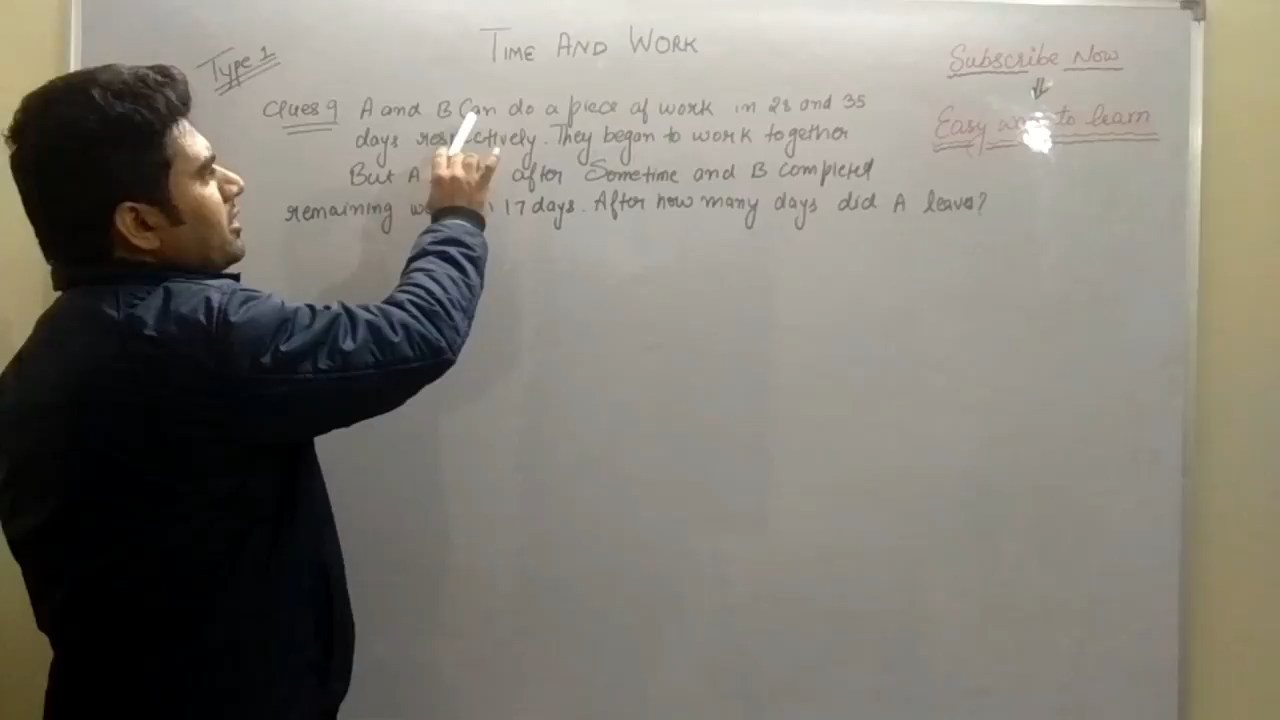 TIME AND WORK
Type 1
Subscribe Now
Easy to learn
Ques 9 A and B Can do a piece of work in 28 and 35
days respectively. They began to work together
But A after Sometime and B completed
remaining 17 days. After how many days did A leave?